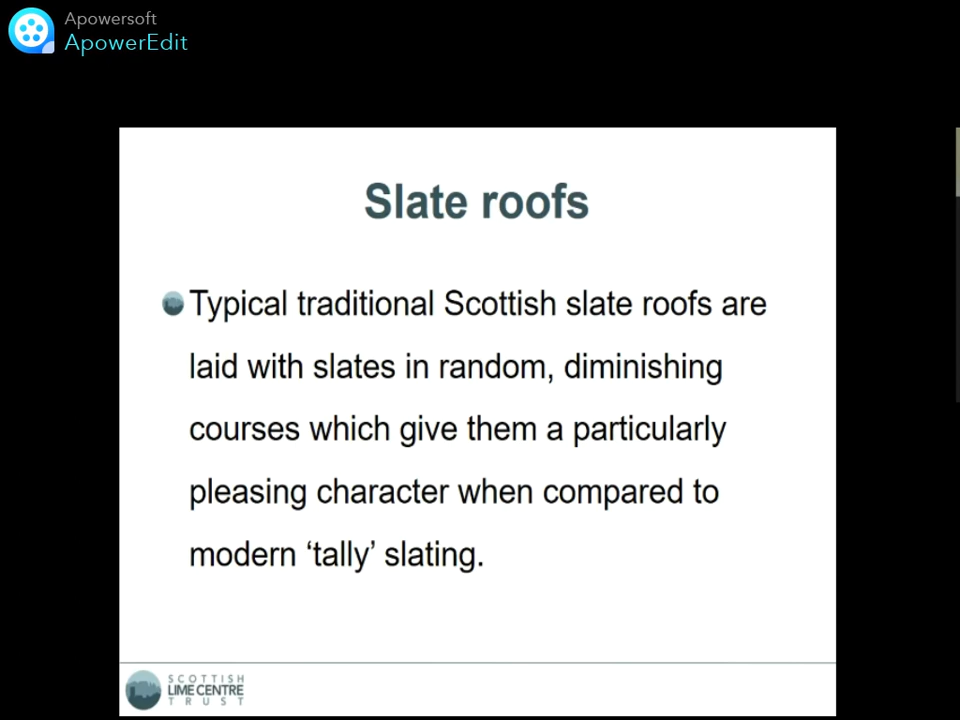 Apowersoft
ApowerEdit
Slate roofs
Typical traditional Scottish slate roofs are
laid with slates in random, diminishing
courses which give them a particularly
pleasing character when compared to
modern ‘tally’ slating.
SCOTTISH
LIME CENTRE
TRUST